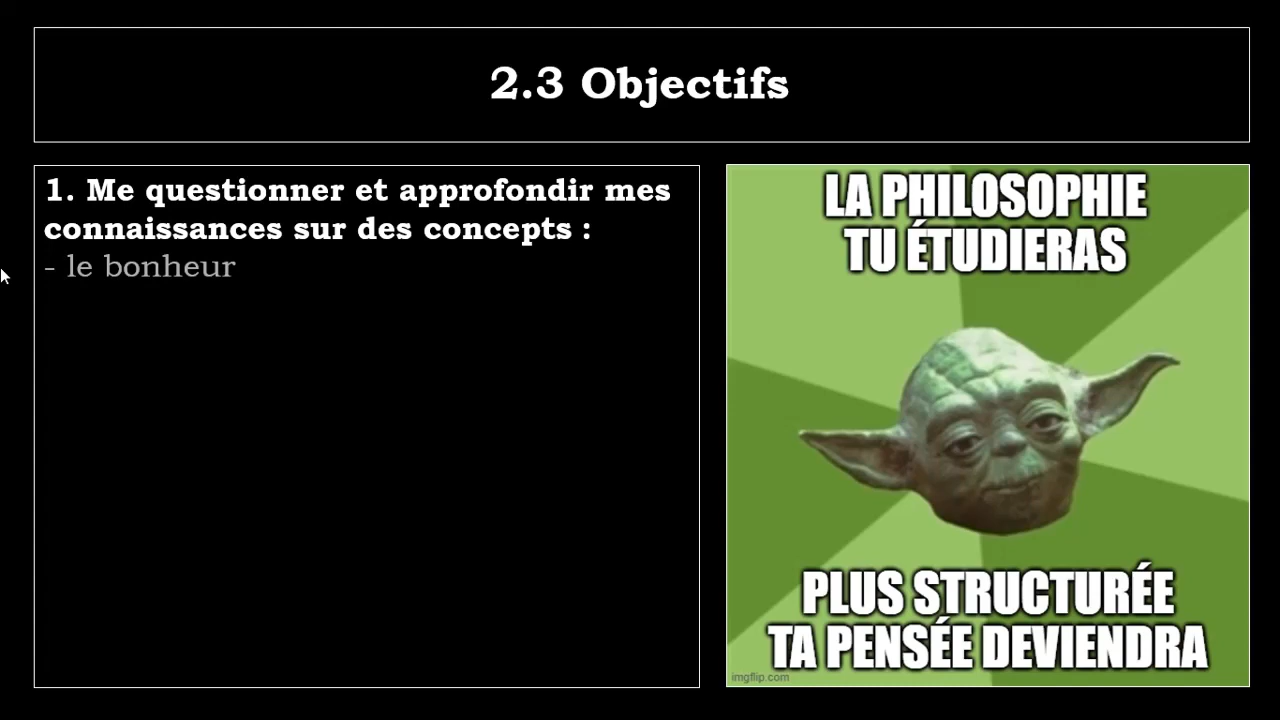 2.3 Objectifs
1. Me questionner et approfondir mes
connaissances sur des concepts :
- le bonheur
LA PHILOSOPHIE
TU ÉTUDIERAS
PLUS STRUCTURÉE
TA PENSÉE DEVIENDRA
imgflip.com